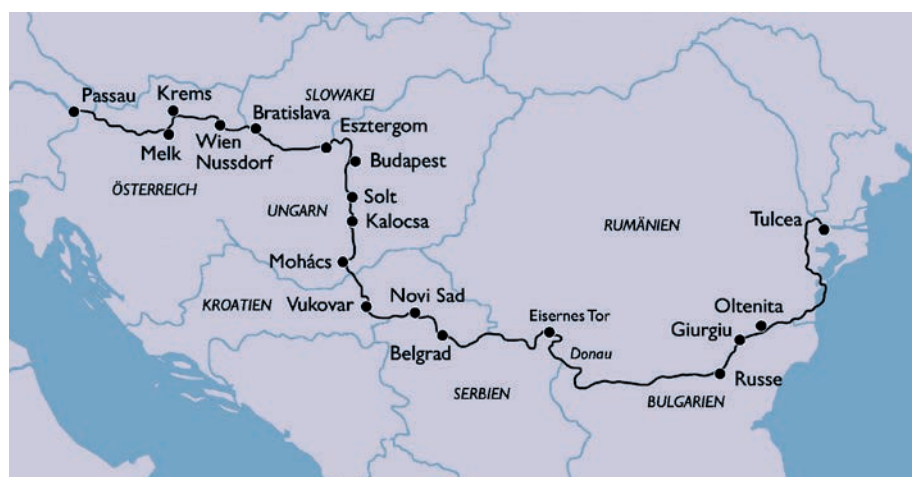 Passau
Krems
SLOWAKEI
Bratislava
Esztergom
Melk
Wien
Nussdorf
Budapest
ÖSTERREICH
Solt
UNGARN
Kalocsa
RUMÄNIEN
Tulcea
Mohács
KROATIEN
Vukovar
Novi Sad
Eisernes Tor
Oltenita
Giurgiu
Belgrad
Donau
Russe
SERBIEN
BULGARIEN